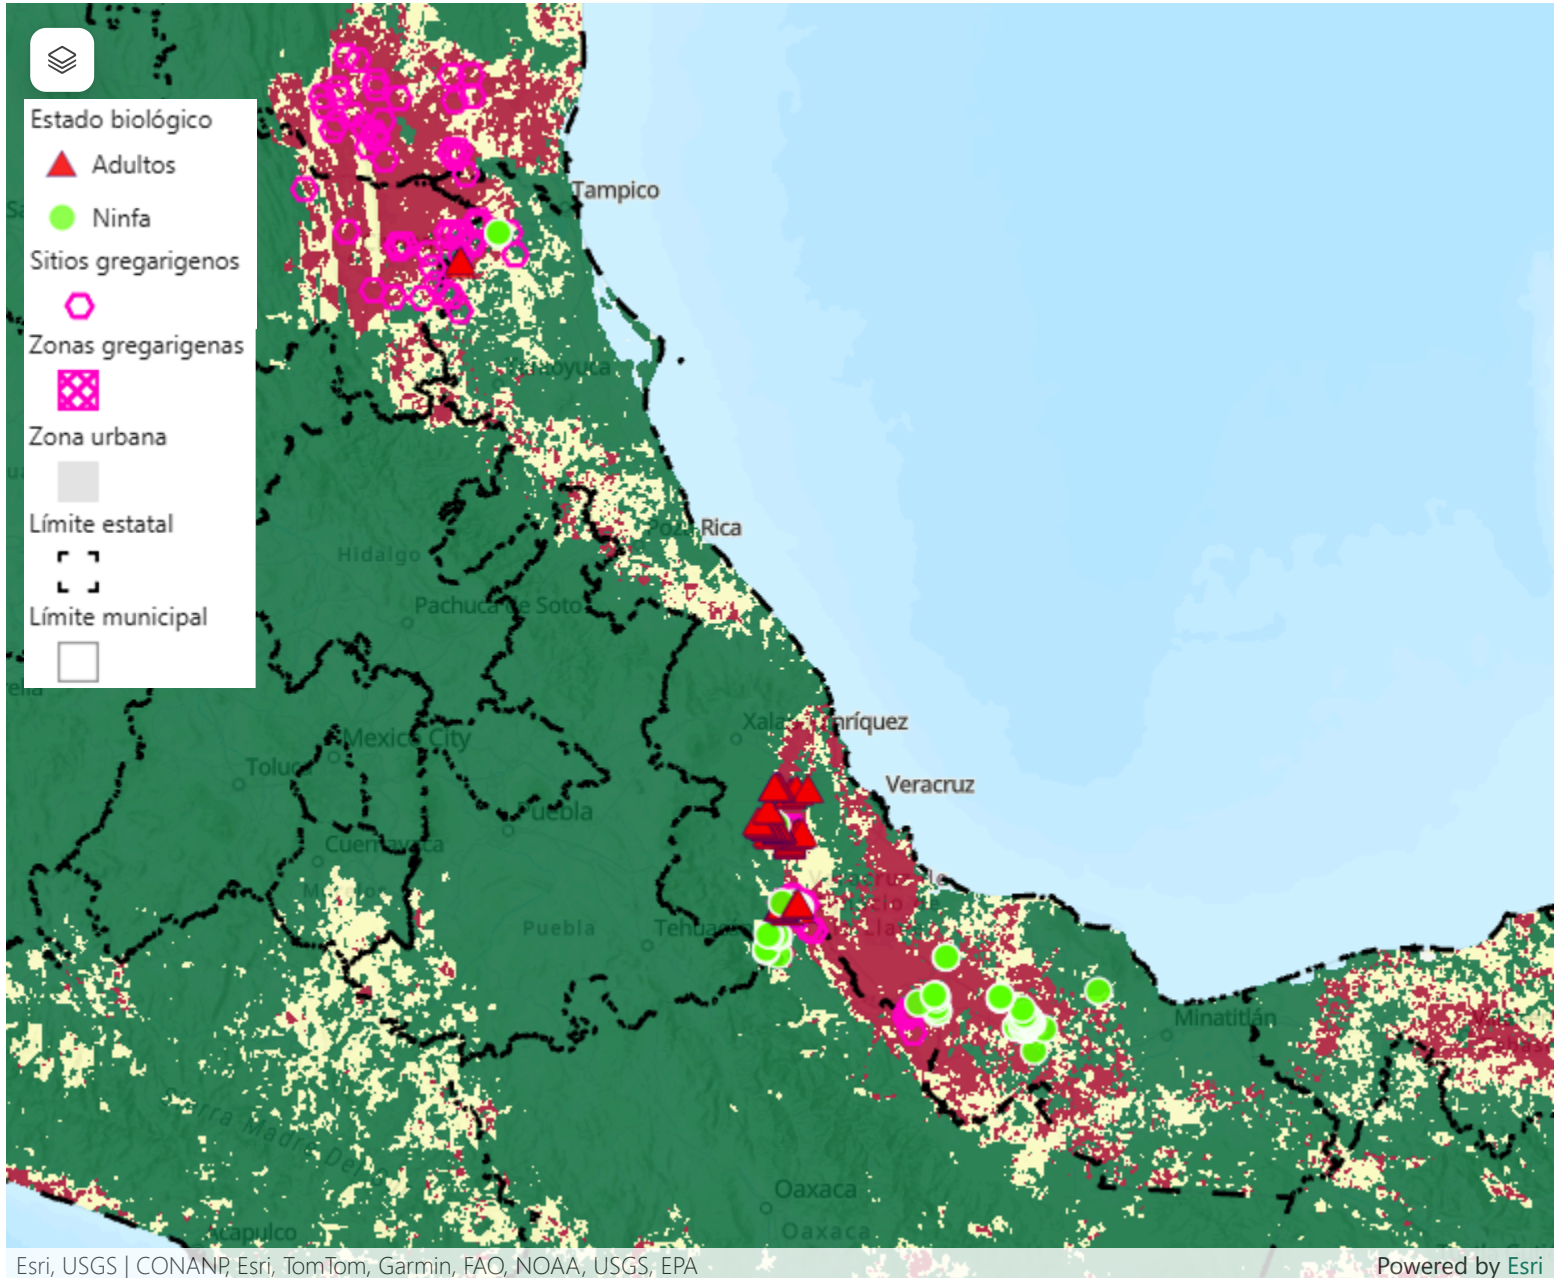 Estado biológico
Adultos
Ninfa
Sitios gregarigenos
Zonas gregarigenas
Zona urbana
Límite estatal
Límite municipal
Tampico
Poza Rica
Hidalgo
Pachuca de Soto
Veracruz
Mexico City
Toluca
Puebla
Cuernavaca
Puebla
Minatitlán
Oaxaca
Oaxaca
Acapulco
Esri, USGS | CONANP, Esri, TomTom, Garmin, FAO, NOAA, USGS, EPA
Powered by Esri